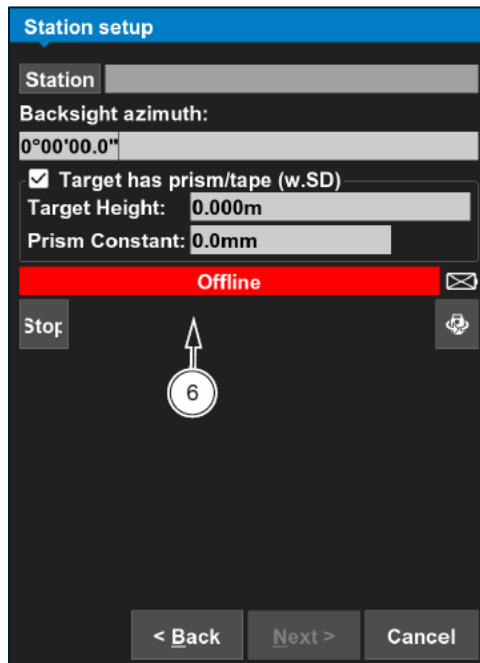 Station setup
Station
Backsight azimuth:
0°00'00.0"
Target has prism/tape (w.SD)
Target Height: 0.000m
Prism Constant: 0.0mm
Offline
Stop
6
< Back Next > Cancel